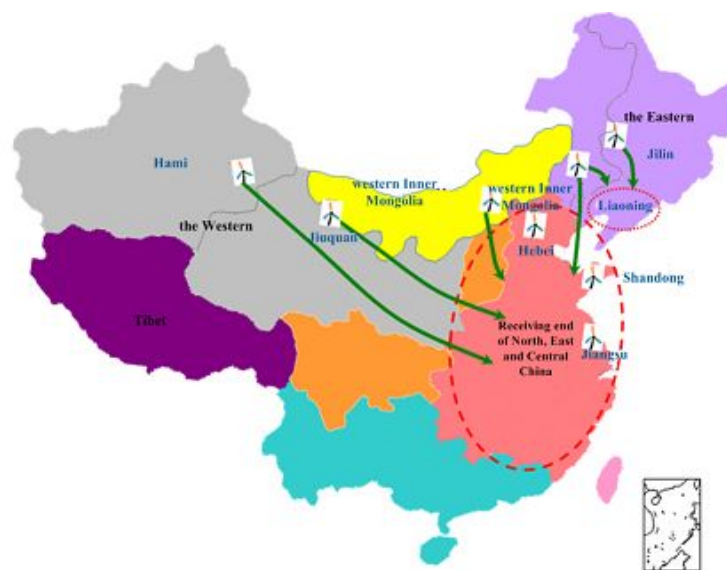 the Eastern
Jilin
Hami
western Inner
Mongolia
western Inner
Mongolia
Liaoning
the Western
Jiuquan
Hebei
Shandong
Tibet
Receiving end
of North, East
and Central
China
Jiangsu